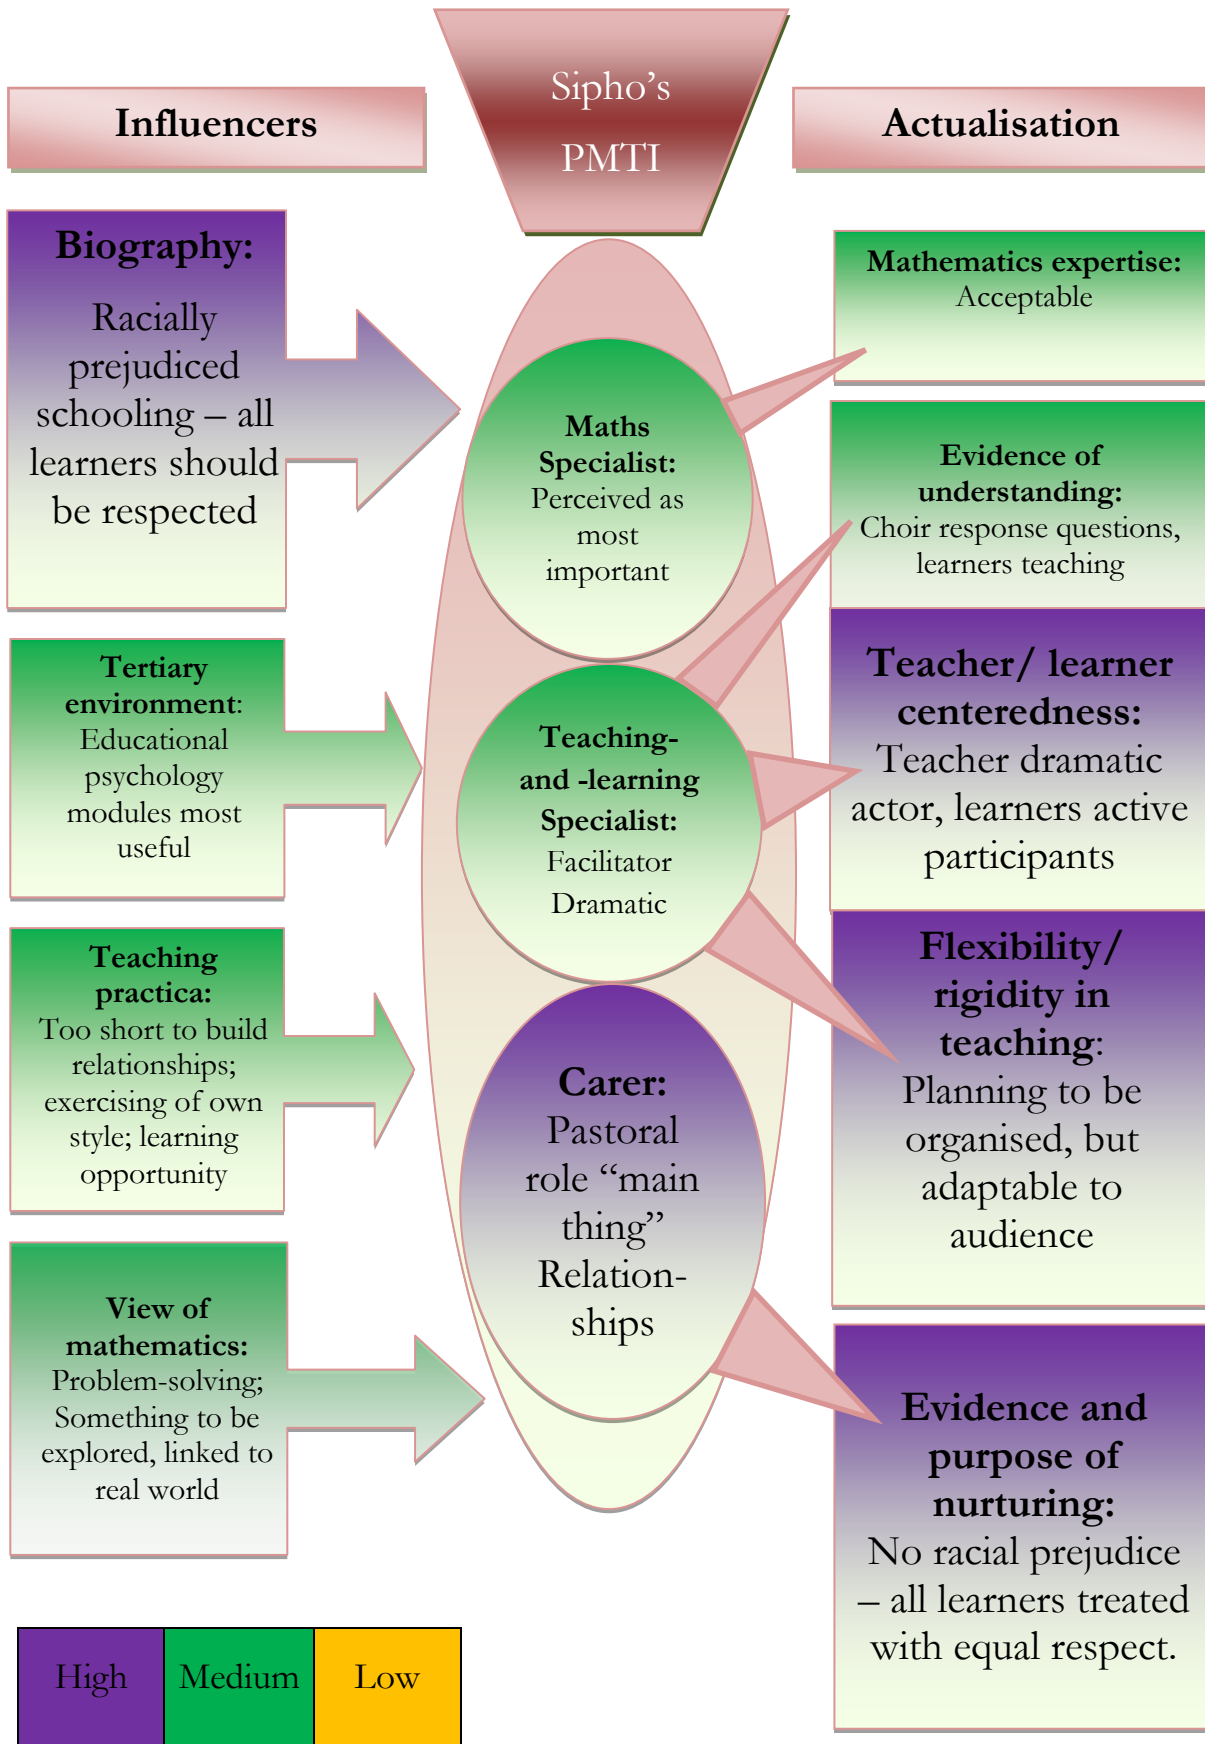 Sipho's
PMTI
Influencers
Actualisation
Biography:
Racially
prejudiced
schooling – all
learners should
be respected
Tertiary
environment:
Educational
psychology
modules most
useful
Teaching
practica:
Too short to build
relationships;
exercising of own
style; learning
opportunity
View of
mathematics:
Problem-solving;
Something to be
explored, linked to
real world
Maths
Specialist:
Perceived as
most
important
Teaching-
and -learning
Specialist:
Facilitator
Dramatic
Carer:
Pastoral
role “main
thing”
Relation-
ships
Mathematics expertise:
Acceptable
Evidence of
understanding:
Choir response questions,
learners teaching
Teacher/ learner
centeredness:
Teacher dramatic
actor, learners active
participants
Flexibility/
rigidity in
teaching:
Planning to be
organised, but
adaptable to
audience
Evidence and
purpose of
nurturing:
No racial prejudice
– all learners treated
with equal respect.
High
Medium
Low